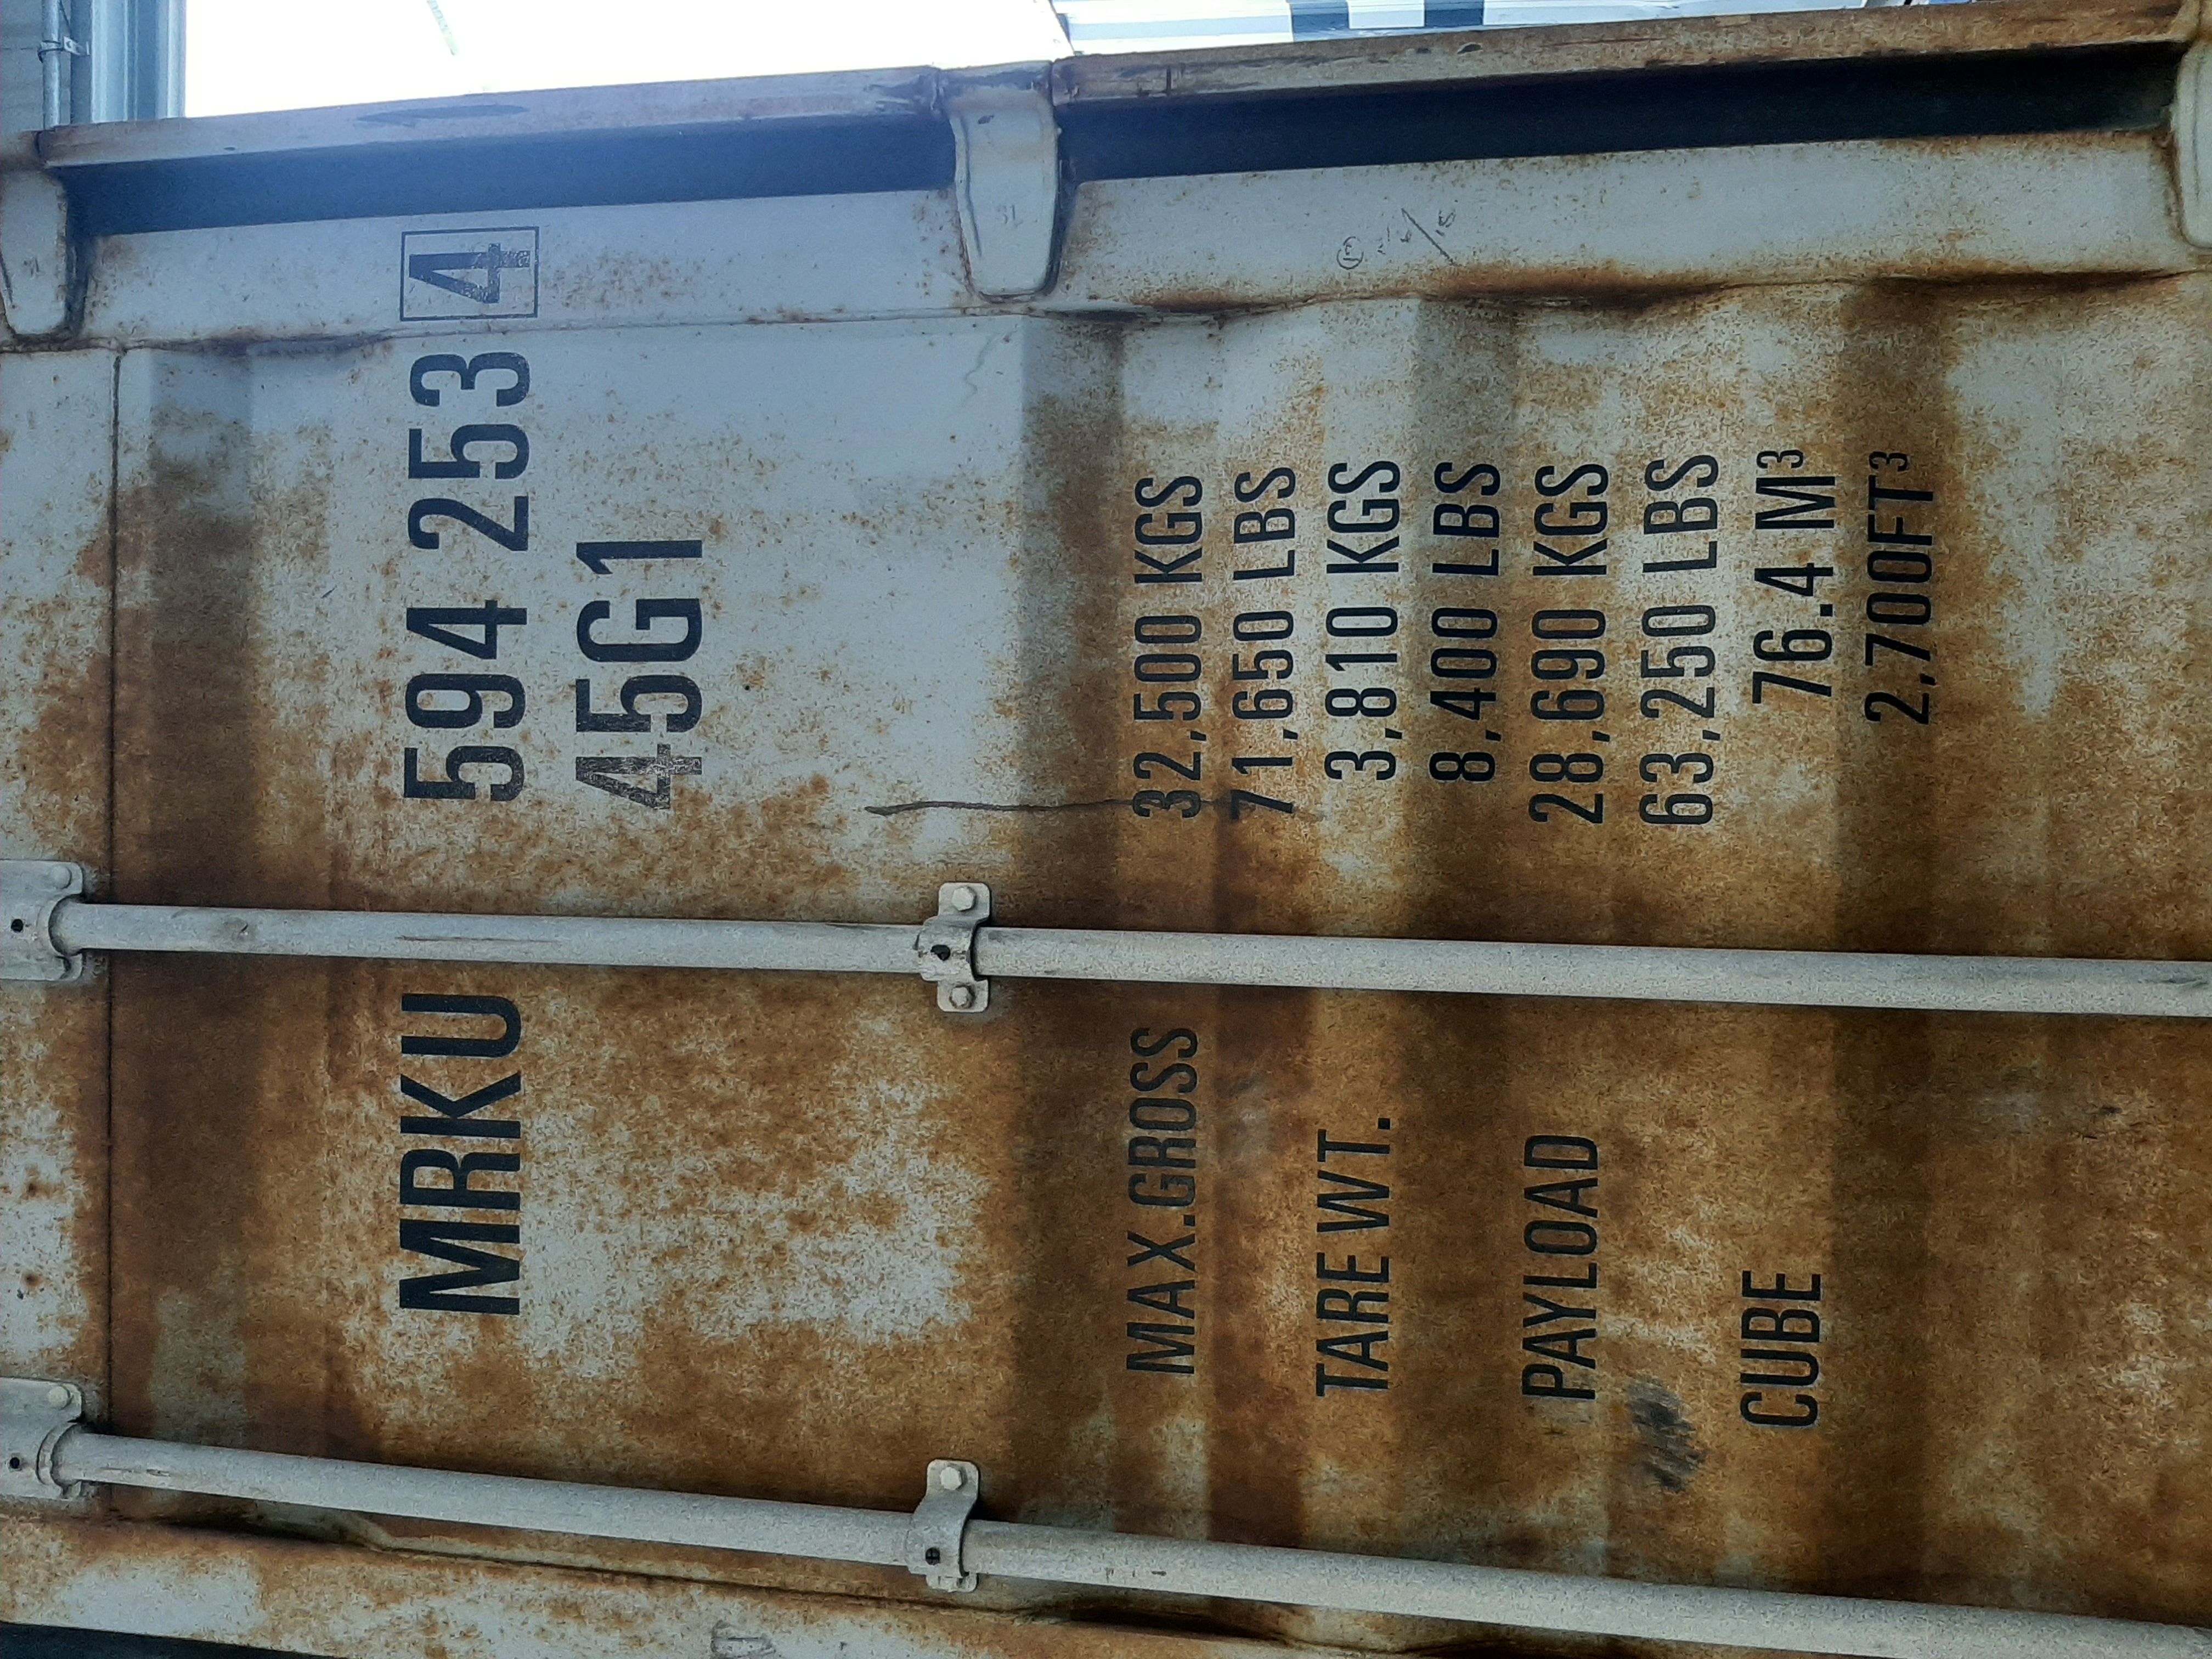 MRKU 594 253 4
45G1
MAX.GROSS 32,500 KGS
71,650 LBS
TARE WT. 3,810 KGS
8,400 LBS
PAYLOAD 28,690 KGS
63,250 LBS
CUBE 76.4 M³
2,700FT³